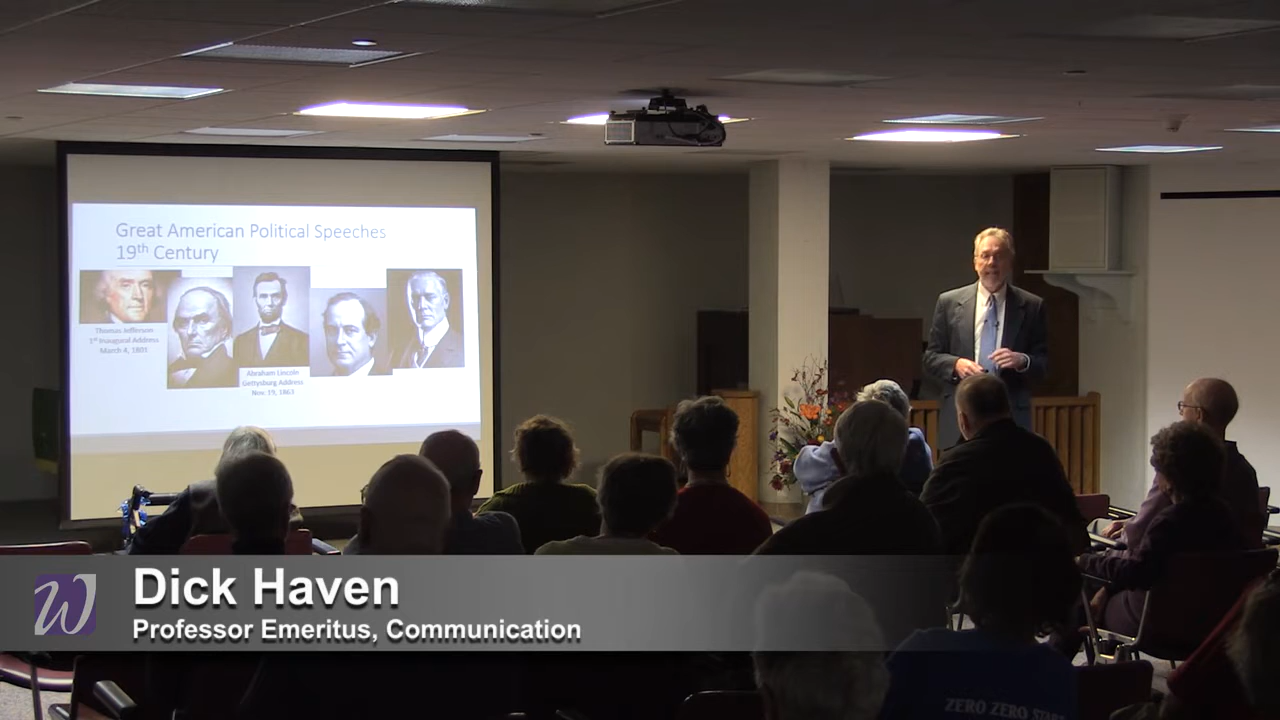 Great American Political Speeches
19th Century
Thomas Jefferson
1st Inaugural Address
March 4, 1801
Abraham Lincoln
Gettysburg Address
Nov. 19, 1863
W
Dick Haven
Professor Emeritus, Communication
ZERO ZERO